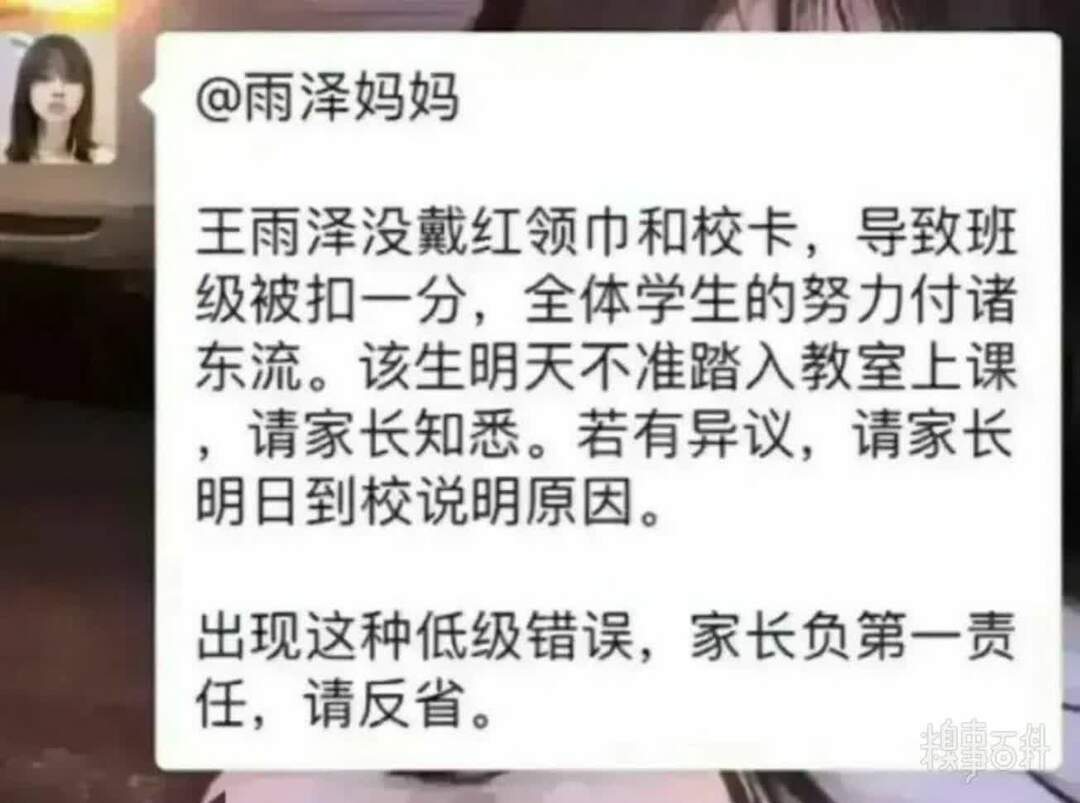 @雨泽妈妈
王雨泽没戴红领巾和校卡，导致班
级被扣一分，全体学生的努力付诸
东流。该生明天不准踏入教室上课
，请家长知悉。若有异议，请家长
明日到校说明原因。
出现这种低级错误，家长负第一责
任，请反省。
糗事百科